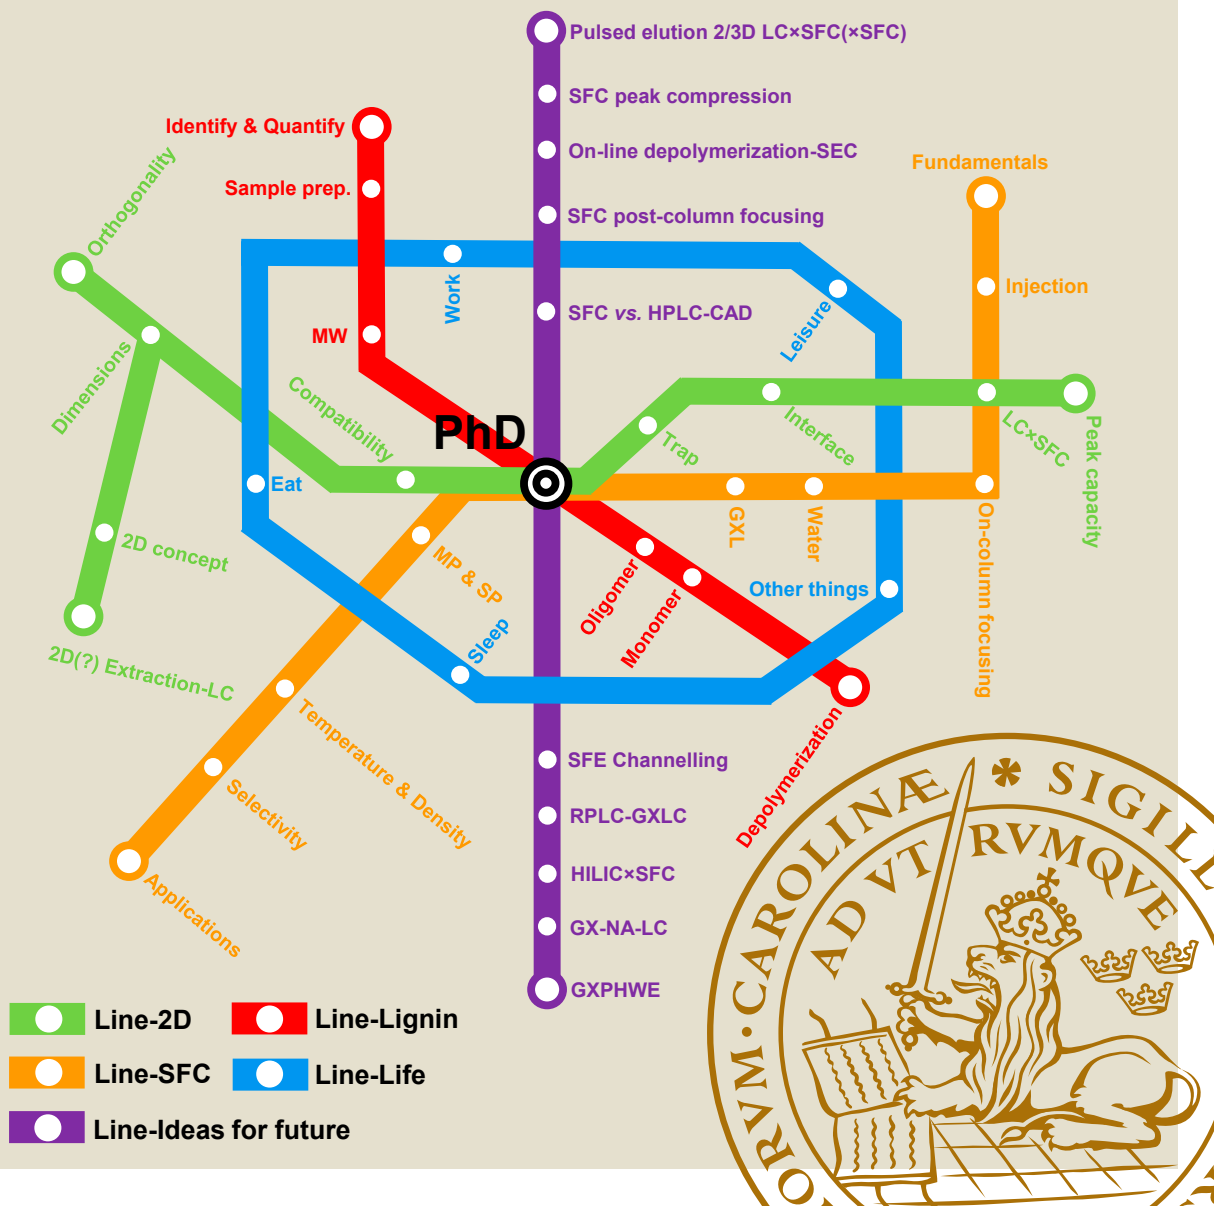 Pulsed elution 2/3D LC×SFC(×SFC)
SFC peak compression
Identify & Quantify
On-line depolymerization-SEC
Fundamentals
Orthogonality
Sample prep.
SFC post-column focusing
Work
Leisure
Injection
SFC vs. HPLC-CAD
MW
Dimensions
Compatibility
PhD
Trap
Interface
LC×SFC
Peak capacity
Eat
GXL
Water
On-column focusing
2D concept
MP & SP
Oligomer
Monomer
Other things
Sleep
2D(?) Extraction-LC
Temperature & Density
Depolymerization
SFE Channelling
Selectivity
RPLC-GXLC
Applications
HILIC×SFC
GX-NA-LC
GXPHWE
Line-2D
Line-Lignin
Line-SFC
Line-Life
Line-Ideas for future
ORVM·CAROLINÆ * SIGILL
AD VT RVMQVE